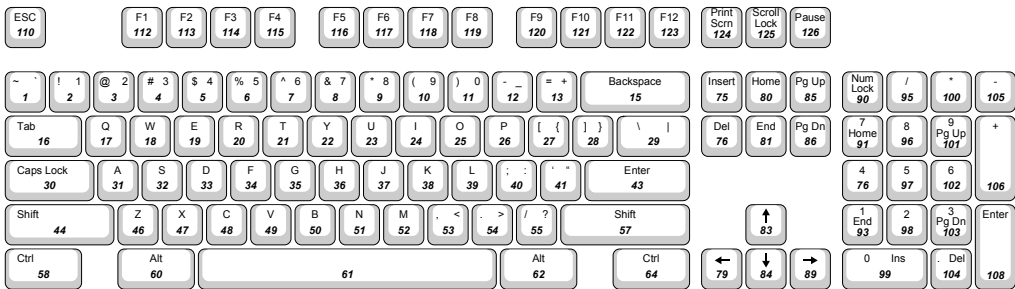 ESC F1 F2 F3 F4 F5 F6 F7 F8 F9 F10 F11 F12 Print Scrn Scroll Lock Pause
110 112 113 114 115 116 117 118 119 120 121 122 123 124 125 126
~ ` ! 1 @ 2 # 3 $ 4 % 5 ^ 6 & 7 * 8 ( 9 ) 0 - _ = + Backspace Insert Home Pg Up Num Lock / * -
1 2 3 4 5 6 7 8 9 10 11 12 13 15 75 80 85 90 95 100 105
Tab Q W E R T Y U I O P [ { ] } \ | Del End Pg Dn 7 Home 8 9 Pg Up +
16 17 18 19 20 21 22 23 24 25 26 27 28 29 76 81 86 91 96 101
Caps Lock A S D F G H J K L ; : ' " Enter 4 5 6
30 31 32 33 34 35 36 37 38 39 40 41 43 76 97 102 106
Shift Z X C V B N M , < . > / ? Shift 1 End 2 3 Pg Dn Enter
44 46 47 48 49 50 51 52 53 54 55 57 83 93 98 103
Ctrl Alt Alt Ctrl 0 Ins . Del
58 60 61 62 64 79 84 89 99 104 108